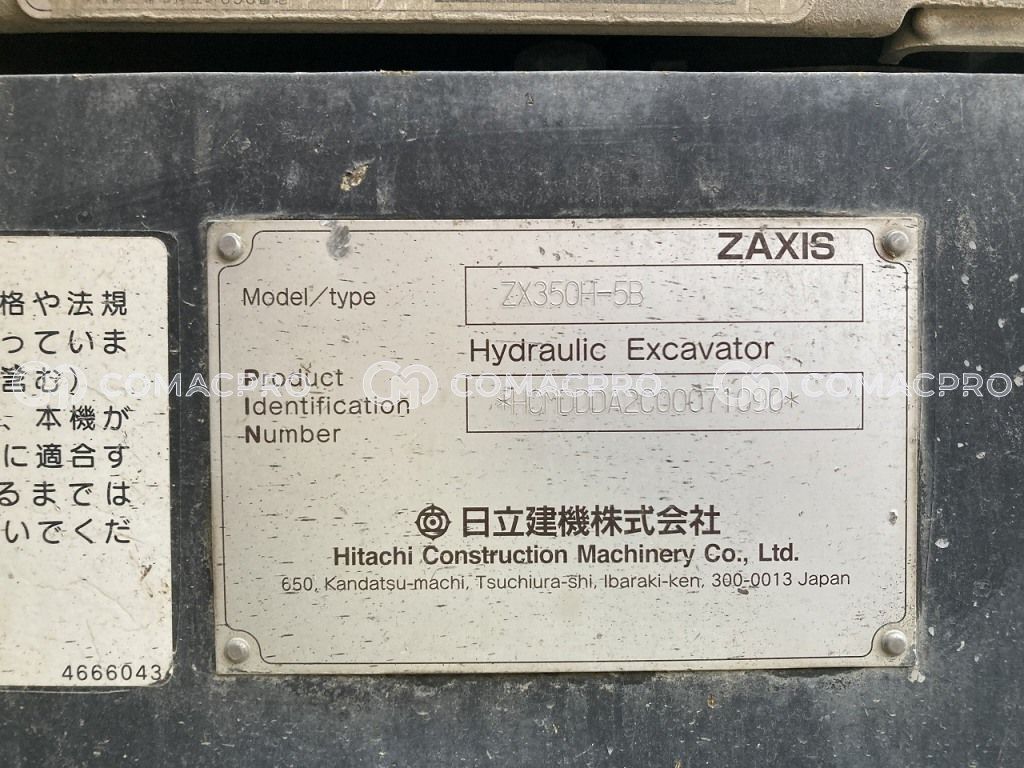 ZAXIS
Model/type
ZX350H-5B
Hydraulic Excavator
Product
Identification
Number
日立建機株式会社
Hitachi Construction Machinery Co., Ltd.
650, Kandatsu-machi, Tsuchiura-shi, Ibaraki-ken, 300-0013 Japan
格や法規
っていま
含む)
、本機が
に適合す
るまでは
いでくだ
4666043
COMACPRO COMACPRO COMACPRO